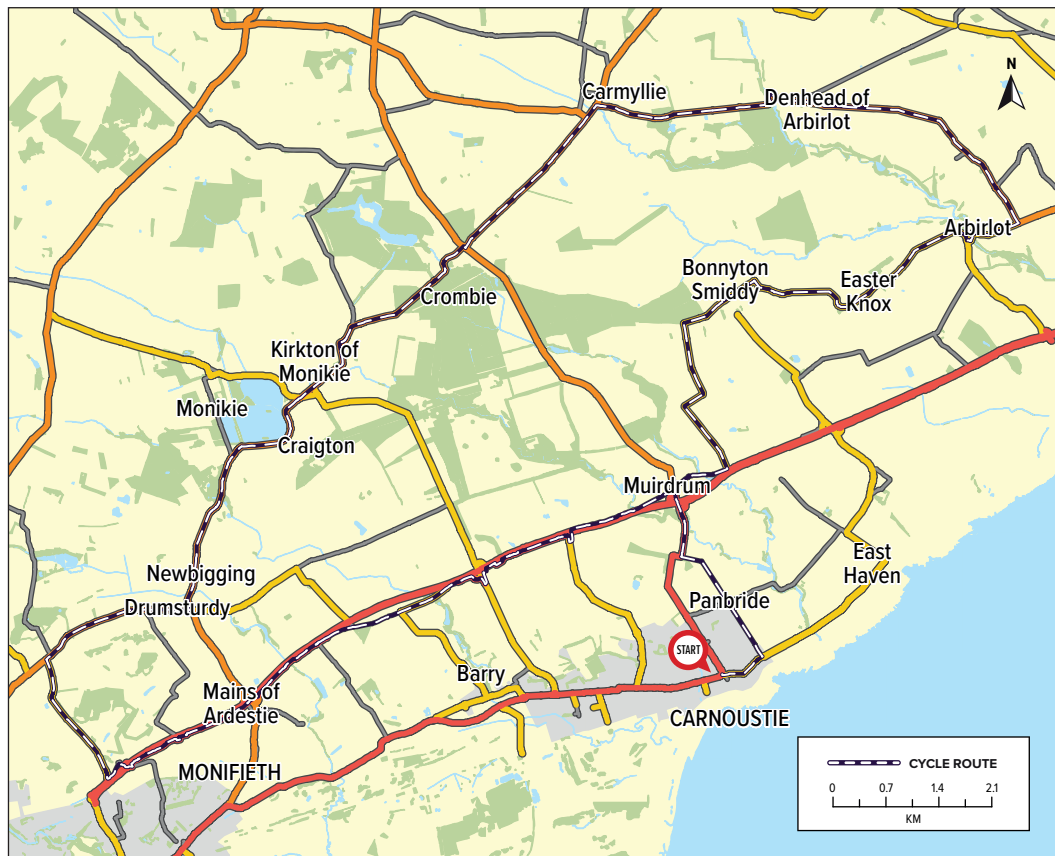 N
Carmyllie
Denhead of
Arbirlot
Arbirlot
Bonnyton
Smiddy
Easter
Knox
Crombie
Kirkton of
Monikie
Monikie
Craigton
Muirdrum
East
Haven
Newbigging
Drumsturdy
Panbride
START
Barry
Mains of
Ardestie
CARNOUSTIE
MONIFIETH
CYCLE ROUTE
0 0.7 1.4 2.1
KM